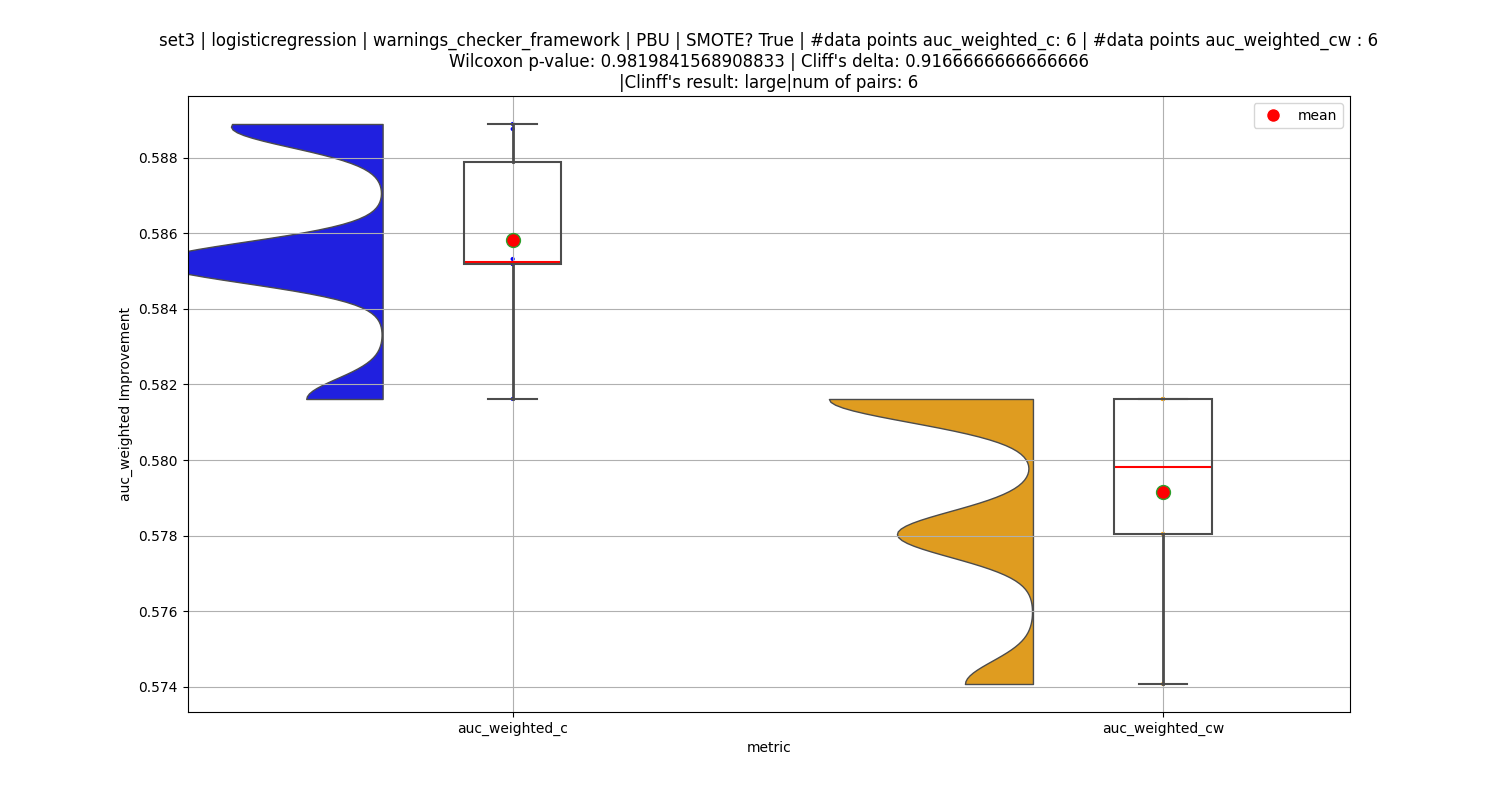 set3 | logisticregression | warnings_checker_framework | PBU | SMOTE? True | #data points auc_weighted_c: 6 | #data points auc_weighted_cw : 6
Wilcoxon p-value: 0.9819841568908833 | Cliff's delta: 0.9166666666666666
|Clinff's result: large|num of pairs: 6
mean
0.588
0.586
0.584
0.582
0.580
0.578
0.576
0.574
auc_weighted Improvement
auc_weighted_c
auc_weighted_cw
metric